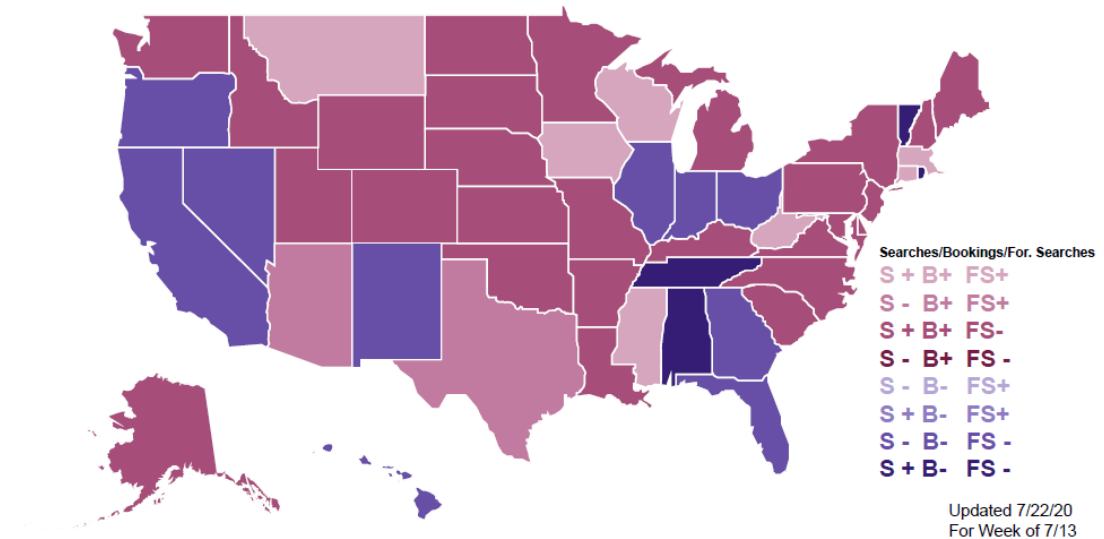 Searches/Bookings/For. Searches
S + B+ FS+
S - B+ FS+
S + B+ FS-
S - B+ FS -
S - B- FS+
S + B- FS+
S - B- FS -
S + B- FS -
Updated 7/22/20
For Week of 7/13